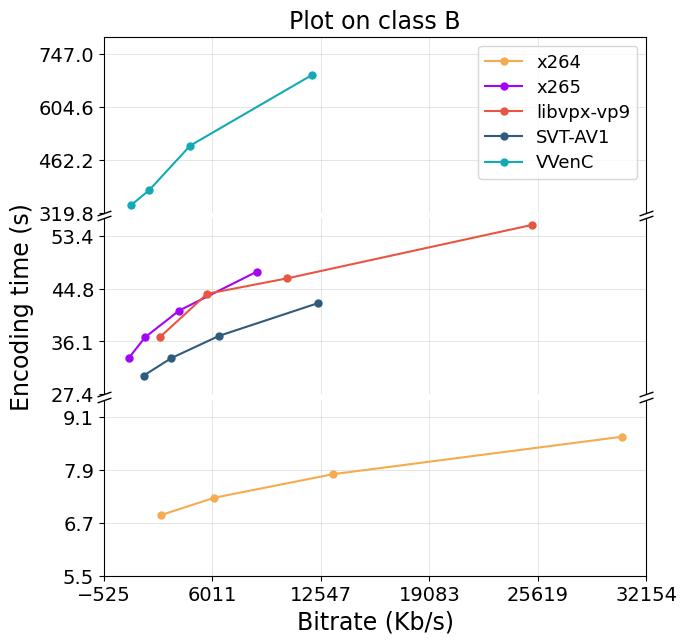 Plot on class B
747.0
604.6
462.2
319.8
53.4
44.8
36.1
27.4
9.1
7.9
6.7
5.5
Encoding time (s)
x264
x265
libvpx-vp9
SVT-AV1
VVenC
−525 6011 12547 19083 25619 32154
Bitrate (Kb/s)